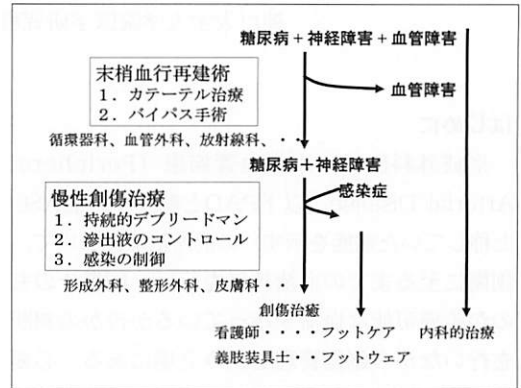 糖尿病+神経障害+血管障害
末梢血行再建術
1. カテーテル治療
2. バイパス手術
血管障害
循環器科、血管外科、放射線科、・・
糖尿病+神経障害
慢性創傷治療
感染症
1. 持続的デブリードマン
2. 滲出液のコントロール
3. 感染の制御
形成外科、整形外科、皮膚科・・
創傷治癒
看護師・・・フットケア 内科的治療
義肢装具士・・フットウェア